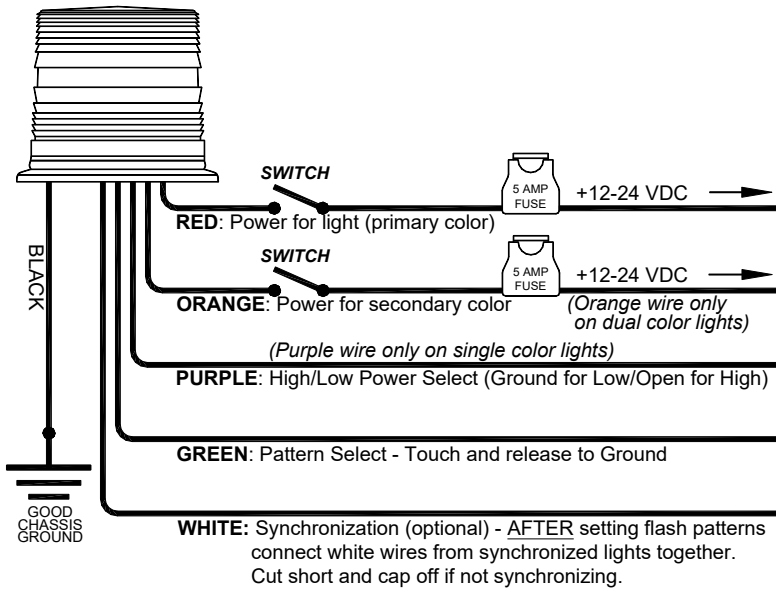 SWITCH
5 AMP
FUSE
+12-24 VDC
RED: Power for light (primary color)
SWITCH
5 AMP
FUSE
+12-24 VDC
ORANGE: Power for secondary color
(Orange wire only
on dual color lights)
BLACK
(Purple wire only on single color lights)
PURPLE: High/Low Power Select (Ground for Low/Open for High)
GREEN: Pattern Select - Touch and release to Ground
GOOD
CHASSIS
GROUND
WHITE: Synchronization (optional) - AFTER setting flash patterns
connect white wires from synchronized lights together.
Cut short and cap off if not synchronizing.